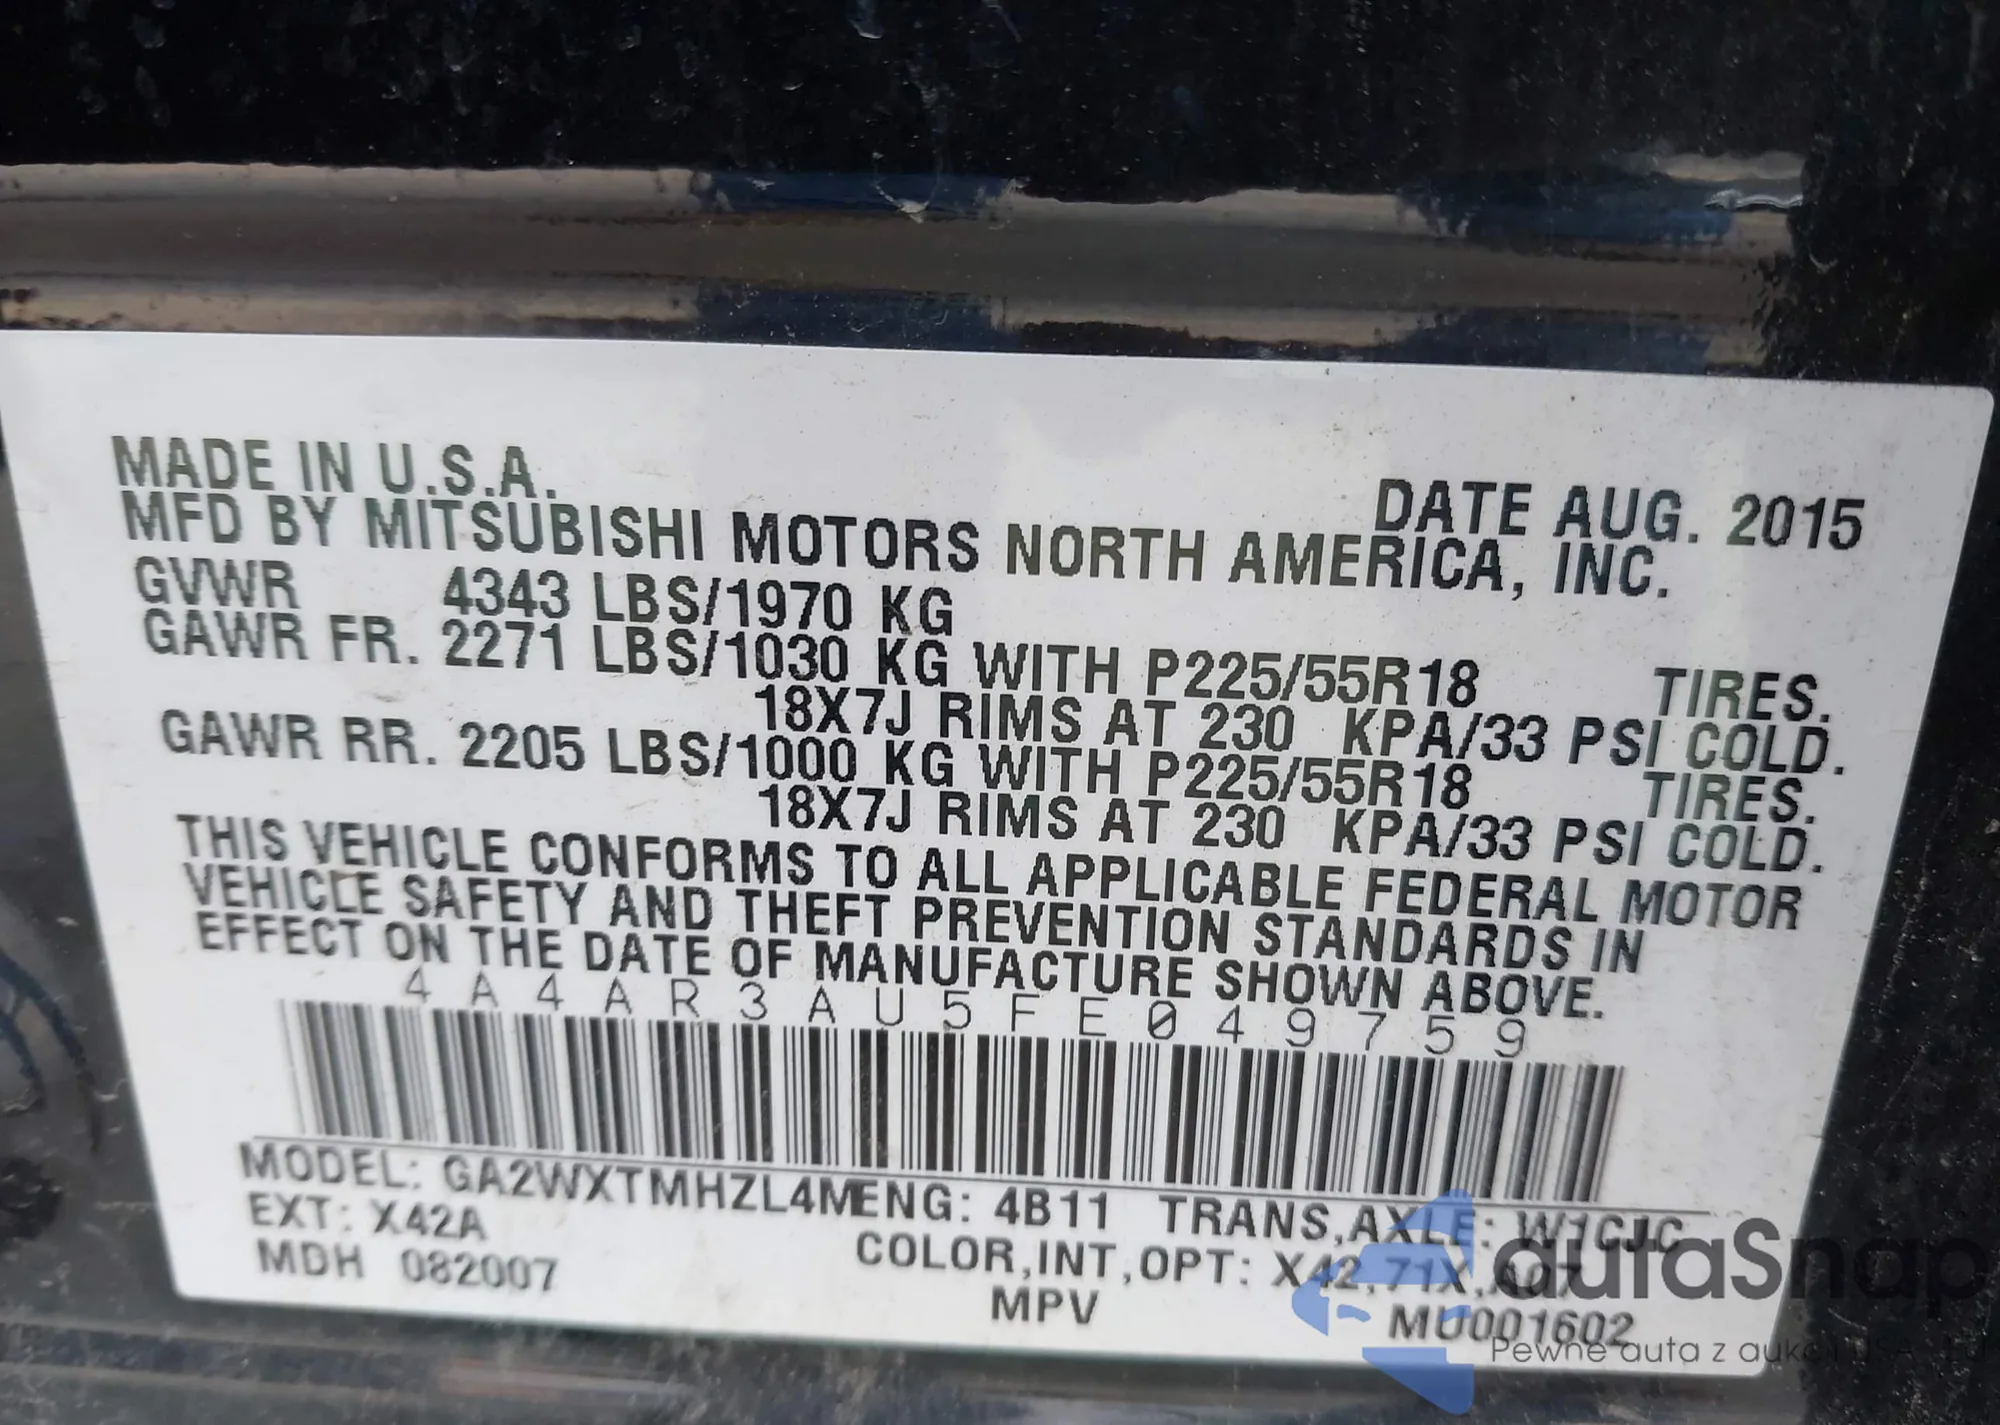 MADE IN U.S.A. DATE AUG. 2015
MFD BY MITSUBISHI MOTORS NORTH AMERICA, INC.
GVWR 4343 LBS/1970 KG
GAWR FR. 2271 LBS/1030 KG WITH P225/55R18 TIRES.
18X7J RIMS AT 230 KPA/33 PSI COLD.
GAWR RR. 2205 LBS/1000 KG WITH P225/55R18 TIRES.
18X7J RIMS AT 230 KPA/33 PSI COLD.
THIS VEHICLE CONFORMS TO ALL APPLICABLE FEDERAL MOTOR
VEHICLE SAFETY AND THEFT PREVENTION STANDARDS IN
EFFECT ON THE DATE OF MANUFACTURE SHOWN ABOVE.
4A4AR3AU5FE049759
MODEL: GA2WXTMHZL4MENG: 4B11 TRANS,AXLE: W1CJC
EXT: X42A COLOR,INT,OPT: X42,71X,A07
MDH 082007 MPV MU001602
autaSnap
Pewne auta z aukcji USA